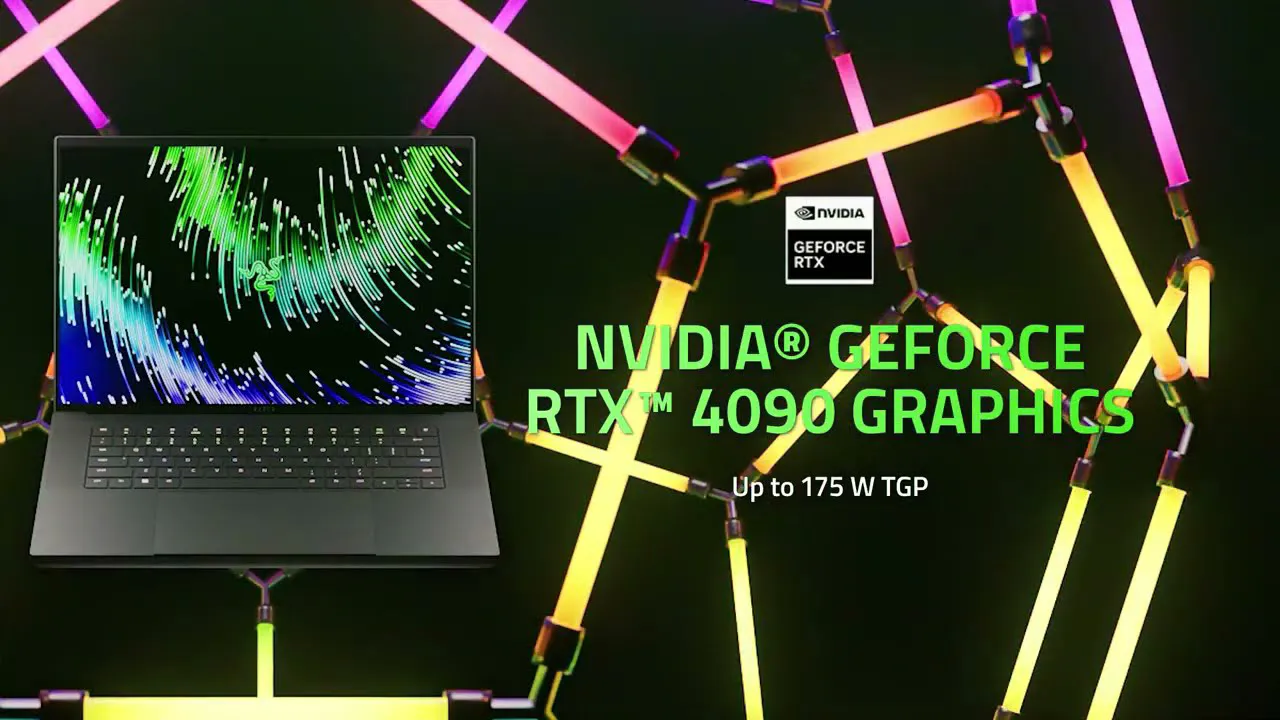 NVIDIA
GEFORCE
RTX
NVIDIA® GEFORCE
RTX™ 4090 GRAPHICS
Up to 175 W TGP